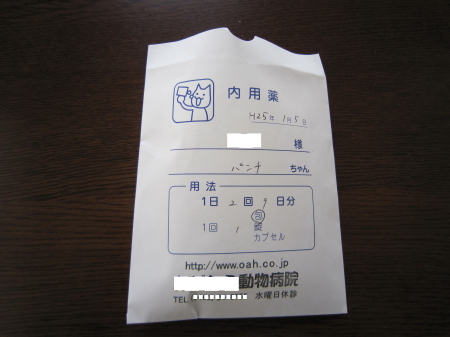 内用薬
H25年 1月5日
様
パンチ ちゃん
用法
1日 2 回 9 日分
包
1回 1 錠
カプセル
http://www.oah.co.jp
動物病院
TEL 水曜日休診